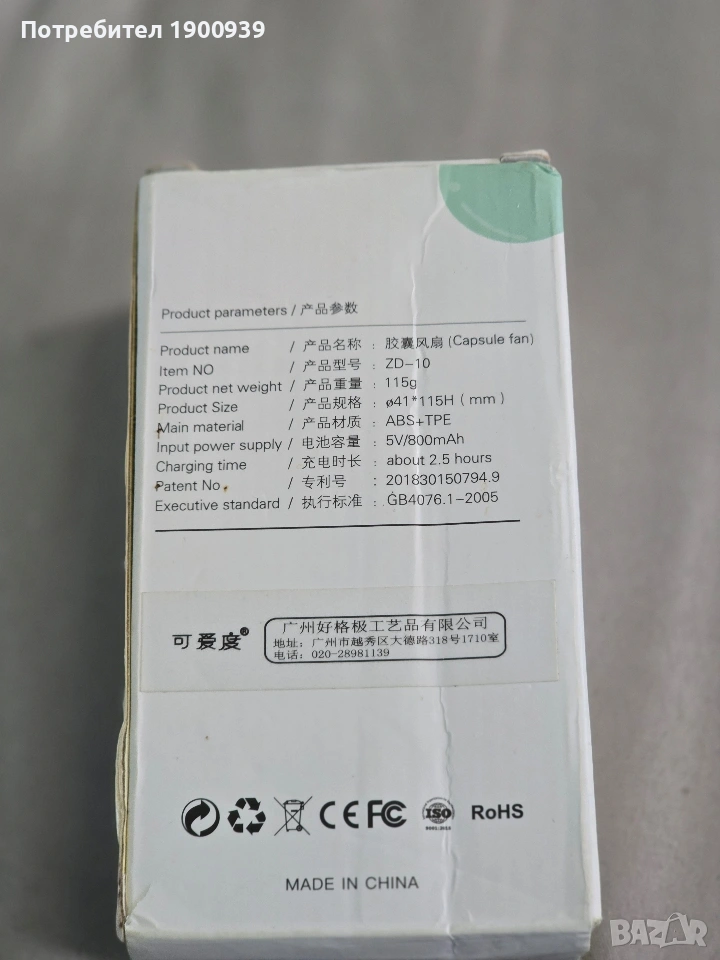 Потребител 1900939
Product parameters / 产品参数
Product name / 产品名称 : 胶囊风扇 (Capsule fan)
Item NO / 产品型号 : ZD-10
Product net weight / 产品重量 : 115g
Product Size / 产品规格 : ø41*115H ( mm )
Main material / 产品材质 : ABS+TPE
Input power supply / 电池容量 : 5V/800mAh
Charging time / 充电时长 : about 2.5 hours
Patent No. / 专利号 : 201830150794.9
Executive standard / 执行标准 : GB4076.1-2005
可爱度®
广州好格极工艺品有限公司
地址: 广州市越秀区大德路318号1710室
电话: 020-28981139
CE FC ISO RoHS
MADE IN CHINA
BAZAR